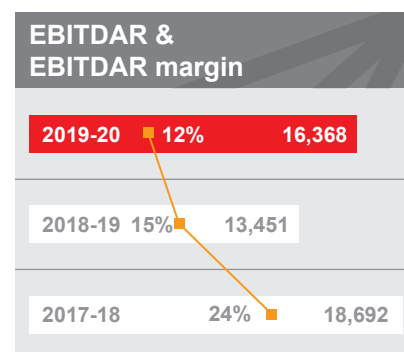 EBITDAR &
EBITDAR margin
2019-20 12% 16,368
2018-19 15% 13,451
2017-18 24% 18,692